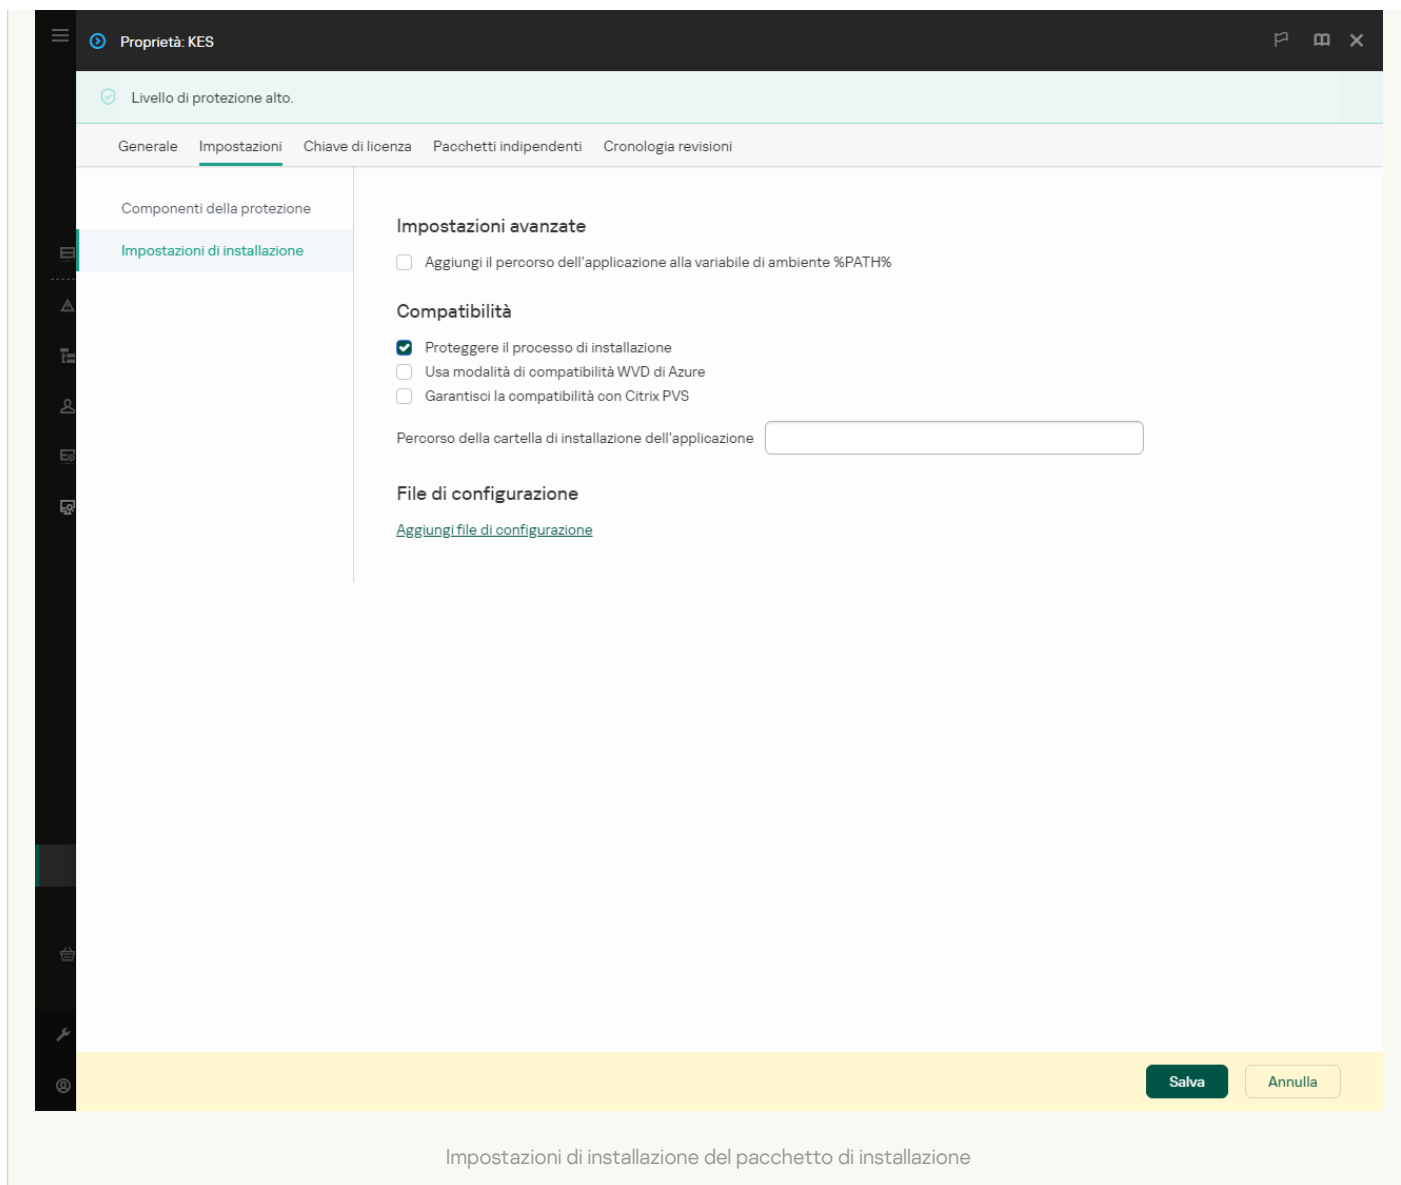 Proprietà: KES
Livello di protezione alto.
Generale Impostazioni Chiave di licenza Pacchetti indipendenti Cronologia revisioni
Componenti della protezione
Impostazioni di installazione
Impostazioni avanzate
Aggiungi il percorso dell'applicazione alla variabile di ambiente %PATH%
Compatibilità
Proteggere il processo di installazione
Usa modalità di compatibilità WVD di Azure
Garantisci la compatibilità con Citrix PVS
Percorso della cartella di installazione dell'applicazione
File di configurazione
Aggiungi file di configurazione
Salva Annulla
Impostazioni di installazione del pacchetto di installazione